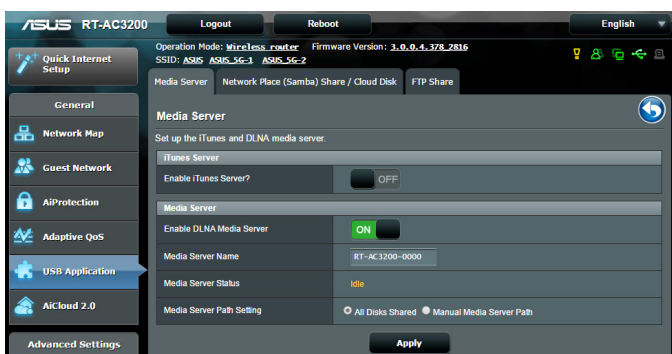 ASUS RT-AC3200 Logout Reboot English
Quick Internet Setup
Operation Mode: Wireless router Firmware Version: 3.0.0.4.378_2816
SSID: ASUS ASUS_5G-1 ASUS_5G-2
Media Server Network Place (Samba) Share / Cloud Disk FTP Share
General
Network Map
Guest Network
AiProtection
Adaptive QoS
USB Application
AiCloud 2.0
Advanced Settings
Media Server
Set up the iTunes and DLNA media server.
iTunes Server
Enable iTunes Server? OFF
Media Server
Enable DLNA Media Server ON
Media Server Name RT-AC3200-0000
Media Server Status Idle
Media Server Path Setting All Disks Shared Manual Media Server Path
Apply